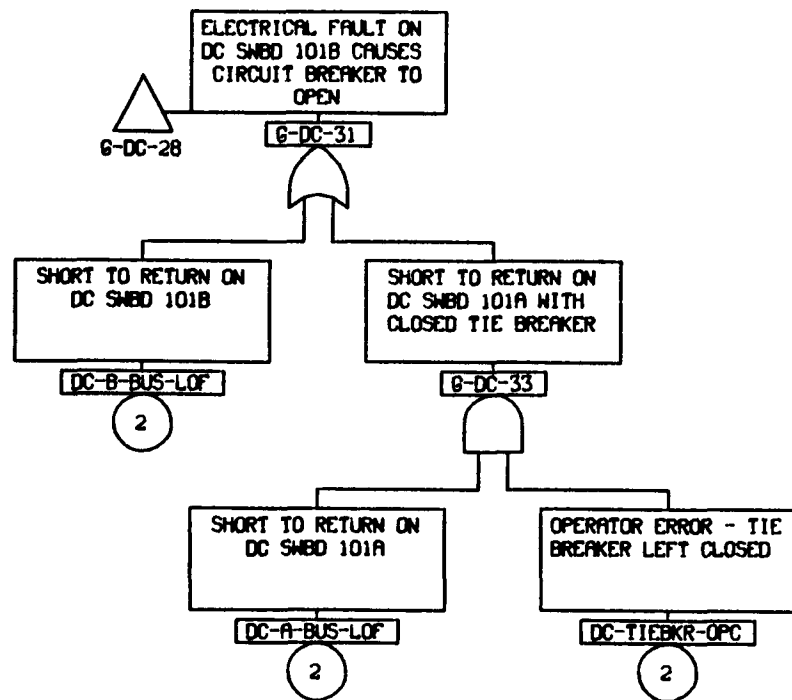 ELECTRICAL FAULT ON
DC SWBD 101B CAUSES
CIRCUIT BREAKER TO
OPEN
G-DC-28
G-DC-31
SHORT TO RETURN ON
DC SWBD 101B
SHORT TO RETURN ON
DC SWBD 101A WITH
CLOSED TIE BREAKER
DC-B-BUS-LOF
G-DC-33
2
SHORT TO RETURN ON
DC SWBD 101A
OPERATOR ERROR - TIE
BREAKER LEFT CLOSED
DC-A-BUS-LOF
DC-TIEBKR-OPC
2
2